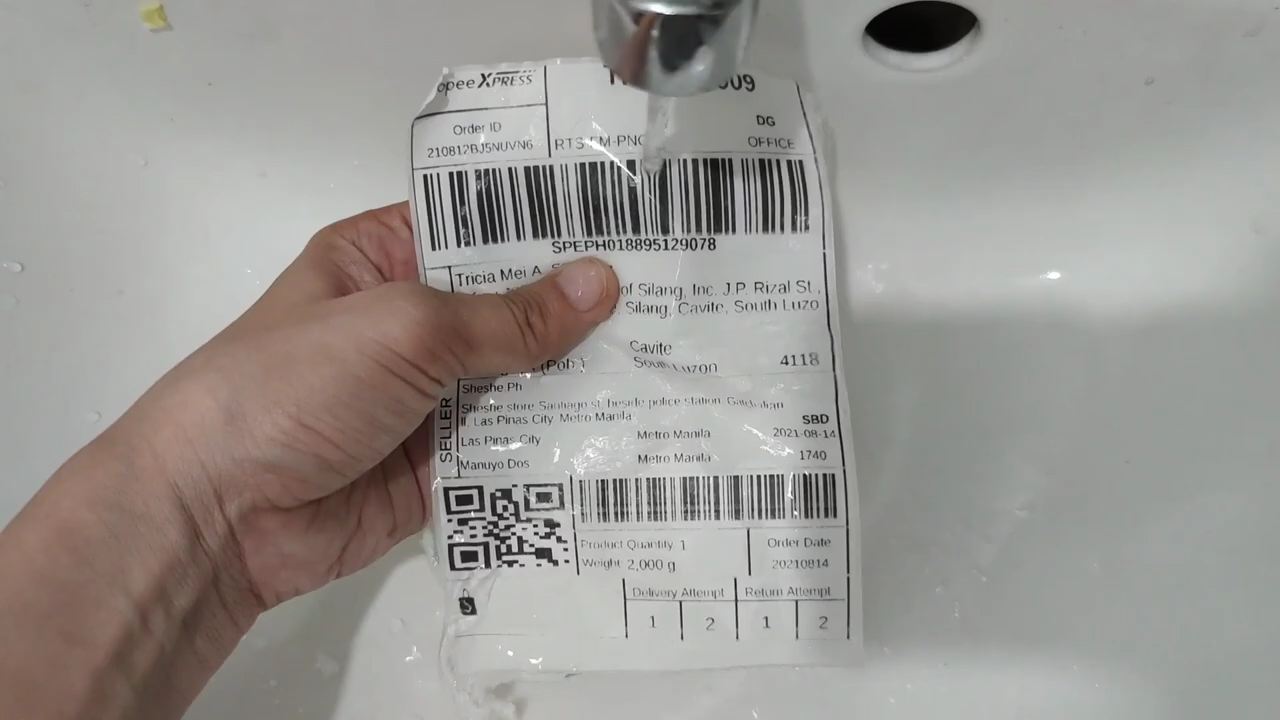 opee XPRESS
009
Order ID
210812BJ5NUVN6
DG
OFFICE
SPEPH018895129078
Tricia Mei A.
of Silang, Inc. J.P. Rizal St.,
Silang, Cavite, South Luzo
Cavite
(Pob.)
South Luzon
4118
SELLER
Sheshe Ph
Sheshe store Santiago st. beside police station. Gatchalian
II, Las Pinas City, Metro Manila
SBD
Las Pinas City
Metro Manila
2021-08-14
Manuyo Dos
Metro Manila
1740
Product Quantity 1
Weight 2,000 g
Order Date
20210814
Delivery Attempt
Return Attempt
1 2 1 2